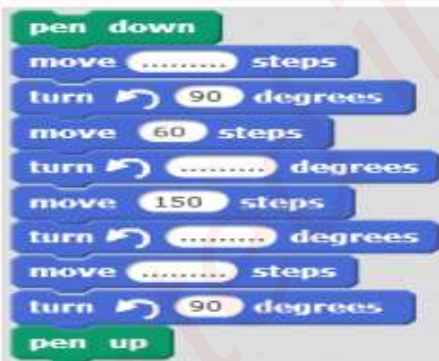 pen down
move ......... steps
turn 90 degrees
move 60 steps
turn ......... degrees
move 150 steps
turn ......... degrees
move ......... steps
turn 90 degrees
pen up